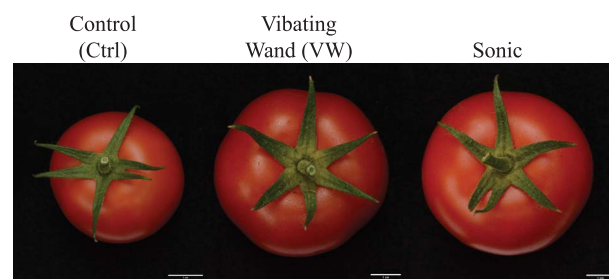 Control
(Ctrl)
Vibating
Wand (VW)
Sonic